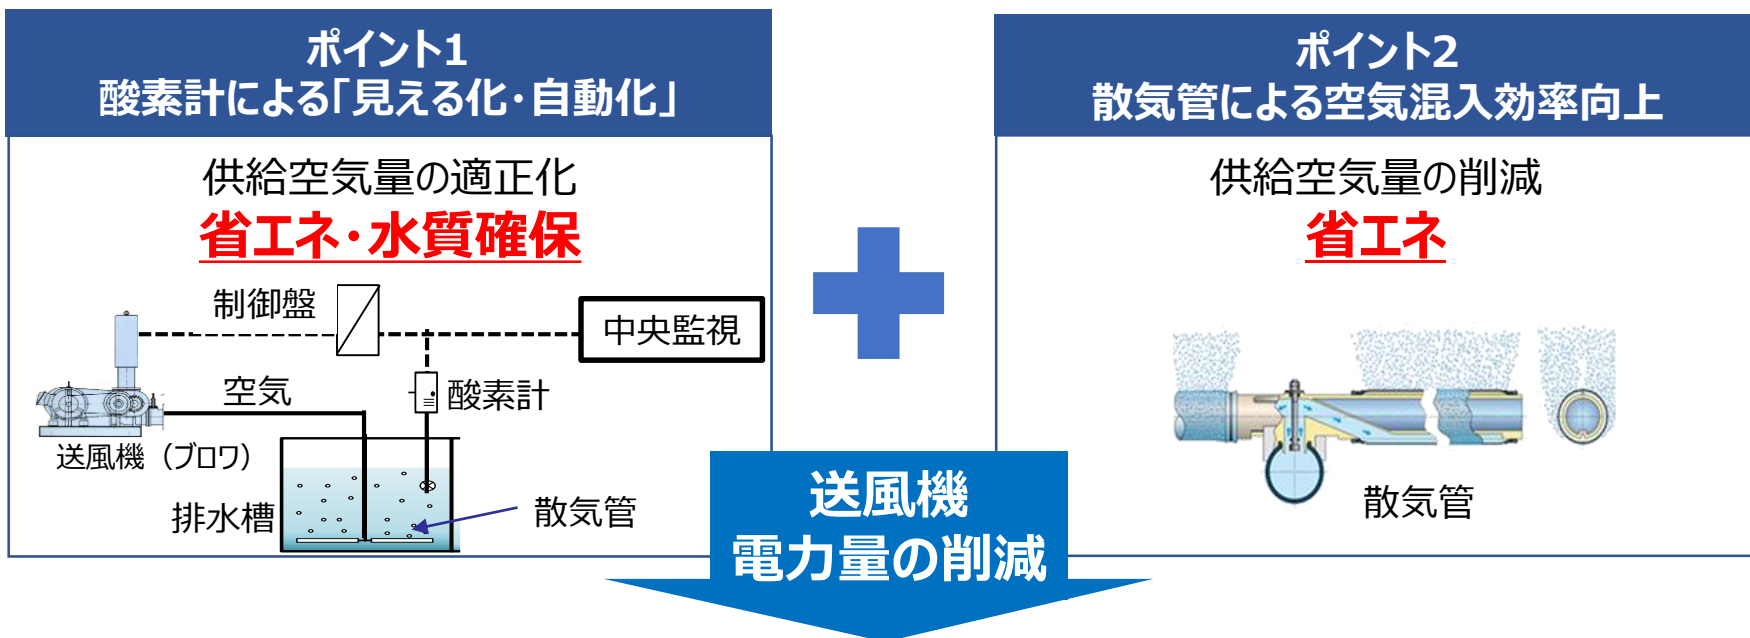 ポイント1
酸素計による「見える化・自動化」
供給空気量の適正化
省エネ・水質確保
制御盤
中央監視
空気
酸素計
送風機（ブロワ）
排水槽
散気管
ポイント2
散気管による空気混入効率向上
供給空気量の削減
省エネ
散気管
送風機
電力量の削減